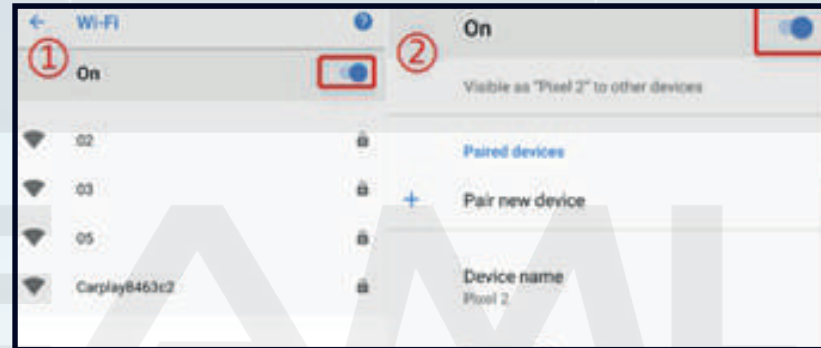 Wi-Fi
①
On
02
03
05
Carplay8463c2
②
On
Visible as "Pixel 2" to other devices
Paired devices
Pair new device
Device name
Pixel 2